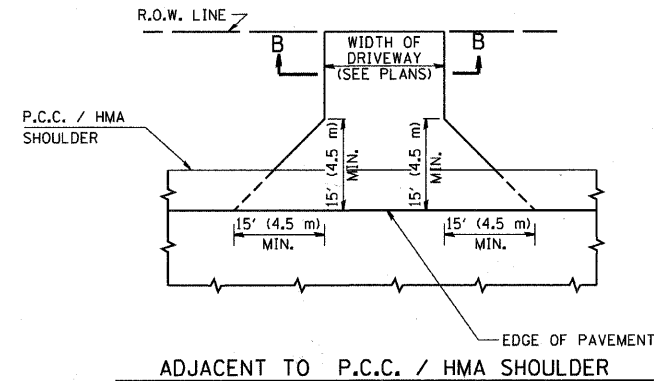 R.O.W. LINE
B
B
WIDTH OF
DRIVEWAY
(SEE PLANS)
P.C.C. / HMA
SHOULDER
15' (4.5 m)
MIN.
15' (4.5 m)
MIN.
15' (4.5 m)
MIN.
15' (4.5 m)
MIN.
EDGE OF PAVEMENT
ADJACENT TO P.C.C. / HMA SHOULDER